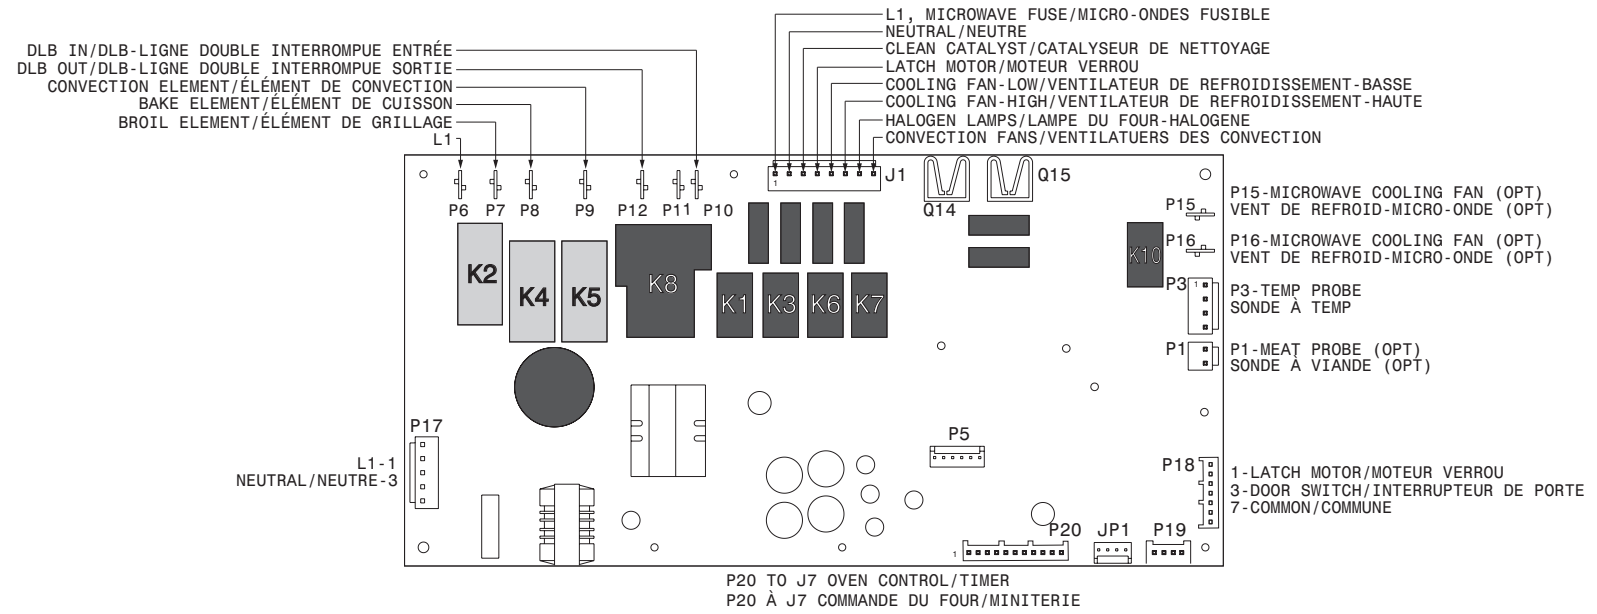 L1, MICROWAVE FUSE/MICRO-ONDES FUSIBLE
NEUTRAL/NEUTRE
CLEAN CATALYST/CATALYSEUR DE NETTOYAGE
LATCH MOTOR/MOTEUR VERROU
COOLING FAN-LOW/VENTILATEUR DE REFROIDISSEMENT-BASSE
COOLING FAN-HIGH/VENTILATEUR DE REFROIDISSEMENT-HAUTE
HALOGEN LAMPS/LAMPE DU FOUR-HALOGENE
CONVECTION FANS/VENTILATUERS DES CONVECTION
DLB IN/DLB-LIGNE DOUBLE INTERROMPUE ENTRÉE
DLB OUT/DLB-LIGNE DOUBLE INTERROMPUE SORTIE
CONVECTION ELEMENT/ÉLÉMENT DE CONVECTION
BAKE ELEMENT/ÉLÉMENT DE CUISSON
BROIL ELEMENT/ÉLÉMENT DE GRILLAGE
L1
P6 P7 P8 P9 P12 P11 P10
1
J1
Q14
Q15
K2
K4
K5
K8
K1
K3
K6
K7
K10
P15
P15-MICROWAVE COOLING FAN (OPT)
VENT DE REFROID-MICRO-ONDE (OPT)
P16
P16-MICROWAVE COOLING FAN (OPT)
VENT DE REFROID-MICRO-ONDE (OPT)
P3
1
P3-TEMP PROBE
SONDE À TEMP
P1
P1-MEAT PROBE (OPT)
SONDE À VIANDE (OPT)
P17
L1-1
NEUTRAL/NEUTRE-3
P5
P18
1-LATCH MOTOR/MOTEUR VERROU
3-DOOR SWITCH/INTERRUPTEUR DE PORTE
7-COMMON/COMMUNE
1
P20
JP1
P19
P20 TO J7 OVEN CONTROL/TIMER
P20 À J7 COMMANDE DU FOUR/MINITERIE